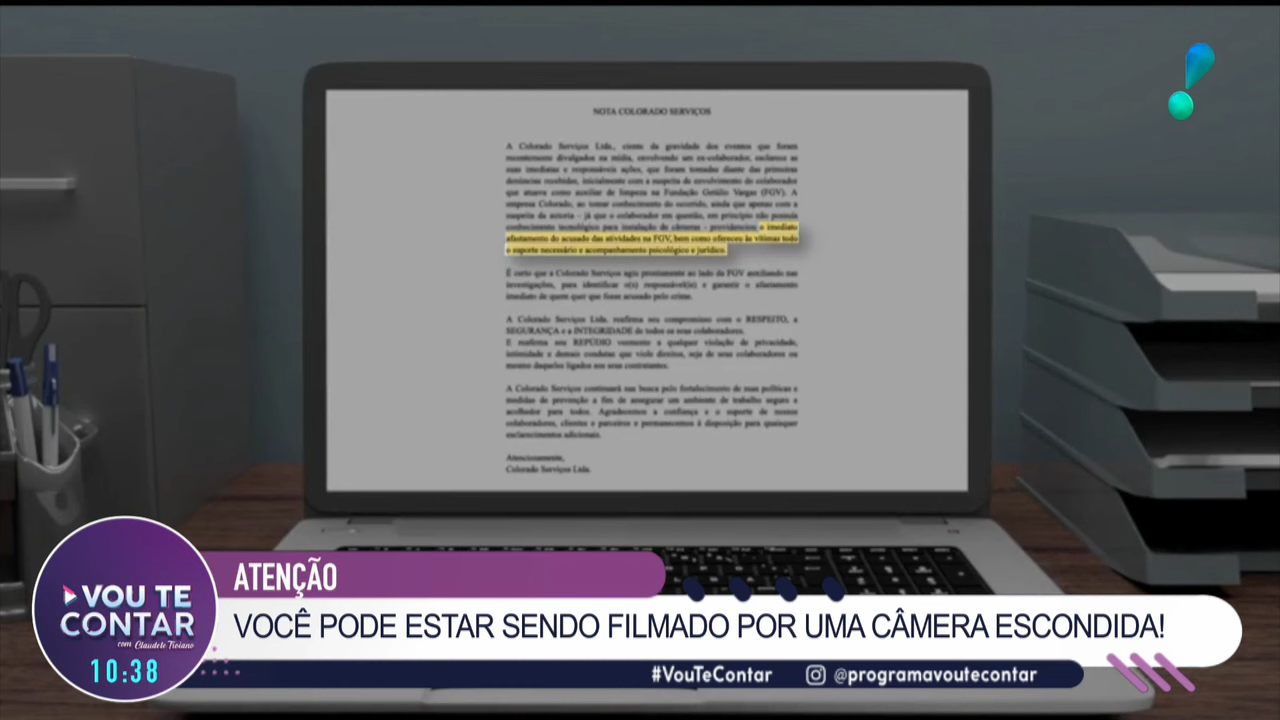 NOTA COLORADO SERVIÇOS
A Colorado Serviços Ltda., ciente da gravidade dos eventos que foram
recentemente divulgados na mídia, envolvendo um ex-colaborador, esclarece as
suas imediatas e responsáveis ações, que foram tomadas diante das primeiras
denúncias recebidas, inicialmente com a suspeita de envolvimento do colaborador
que atuava como auxiliar de limpeza na Fundação Getúlio Vargas (FGV). A
empresa Colorado, ao tomar conhecimento do ocorrido, ainda que apenas com a
suspeita da autoria - já que o colaborador em questão, em princípio não possuía
conhecimento tecnológico para instalação de câmeras - providenciou o imediato
afastamento do acusado das atividades na FGV, bem como ofereceu às vítimas todo
o suporte necessário e acompanhamento psicológico e jurídico.
É certo que a Colorado Serviços agiu prontamente ao lado da FGV auxiliando nas
investigações, para identificar o(s) responsável(is) e garantir o afastamento
imediato de quem quer que fosse acusado pelo crime.
A Colorado Serviços Ltda. reafirma seu compromisso com o RESPEITO, a
SEGURANÇA e a INTEGRIDADE de todos os seus colaboradores.
E reafirma seu REPÚDIO veemente a qualquer violação de privacidade,
intimidade e demais condutas que viole direitos, seja de seus colaboradores ou
mesmo daqueles ligados aos seus contratantes.
A Colorado Serviços continuará sua busca pelo fortalecimento de suas políticas e
medidas de prevenção a fim de assegurar um ambiente de trabalho seguro e
acolhedor para todos. Agradecemos a confiança e o suporte de nossos
colaboradores, clientes e parceiros e permanecemos à disposição para quaisquer
esclarecimentos adicionais.
Atenciosamente,
Colorado Serviços Ltda.
ATENÇÃO
VOCÊ PODE ESTAR SENDO FILMADO POR UMA CÂMERA ESCONDIDA!
VOU TE
CONTAR
com Claudete Troiano
10:38
#VouTeContar
@programavoutecontar